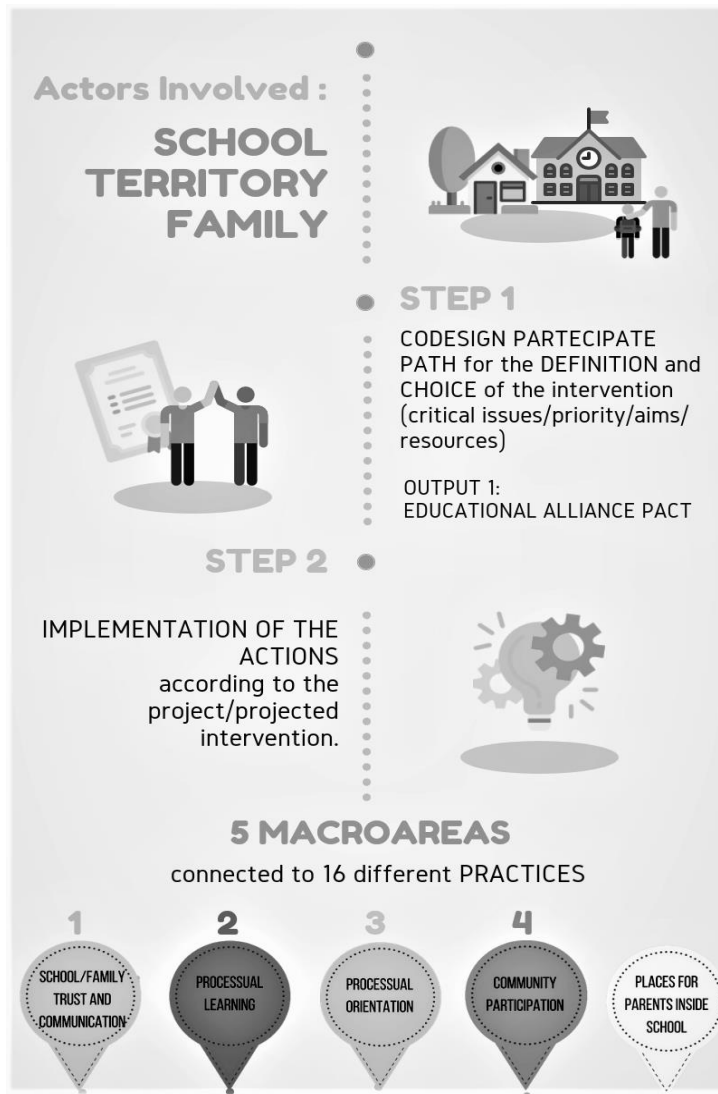 Actors Involved :
SCHOOL
TERRITORY
FAMILY
STEP 1
CODESIGN PARTECIPATE
PATH for the DEFINITION and
CHOICE of the intervention
(critical issues/priority/aims/
resources)
OUTPUT 1:
EDUCATIONAL ALLIANCE PACT
STEP 2
IMPLEMENTATION OF THE
ACTIONS
according to the
project/projected
intervention.
5 MACROAREAS
connected to 16 different PRACTICES
1
SCHOOL/FAMILY
TRUST AND
COMMUNICATION
2
PROCESSUAL
LEARNING
3
PROCESSUAL
ORIENTATION
4
COMMUNITY
PARTICIPATION
PLACES FOR
PARENTS INSIDE
SCHOOL